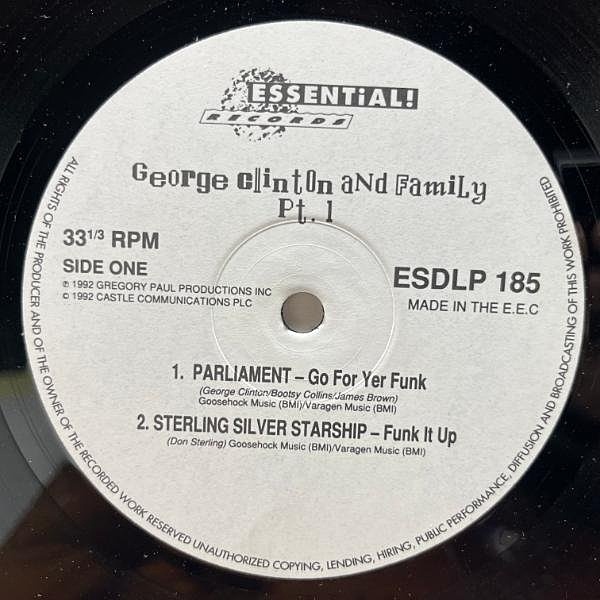 ESSENTiAL!
RECORDS
George Clinton and Family
Pt. 1
33 1/3 RPM
SIDE ONE
℗ 1992 GREGORY PAUL PRODUCTIONS INC
© 1992 CASTLE COMMUNICATIONS PLC
ESDLP 185
MADE IN THE E.E.C
1. PARLIAMENT – Go For Yer Funk
(George Clinton/Bootsy Collins/James Brown)
Goosehock Music (BMI)/Varagen Music (BMI)
2. STERLING SILVER STARSHIP – Funk It Up
(Don Sterling) Goosehock Music (BMI)/Varagen Music (BMI)
ALL RIGHTS OF THE PRODUCER AND OF THE OWNER OF THE RECORDED WORK RESERVED UNAUTHORIZED COPYING, LENDING, HIRING, PUBLIC PERFORMANCE, DIFFUSION AND BROADCASTING OF THIS WORK PROHIBITED